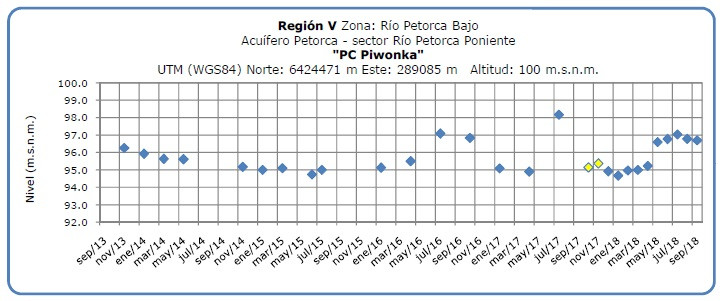 Región V Zona: Río Petorca Bajo
Acuífero Petorca - sector Río Petorca Poniente
"PC Piwonka"
UTM (WGS84) Norte: 6424471 m Este: 289085 m Altitud: 100 m.s.n.m.
Nivel (m.s.n.m.)
100.0
99.0
98.0
97.0
96.0
95.0
94.0
93.0
92.0
sep/13
nov/13
ene/14
mar/14
may/14
jul/14
sep/14
nov/14
ene/15
mar/15
may/15
jul/15
sep/15
nov/15
ene/16
mar/16
may/16
jul/16
sep/16
nov/16
ene/17
mar/17
may/17
jul/17
sep/17
nov/17
ene/18
mar/18
may/18
jul/18
sep/18